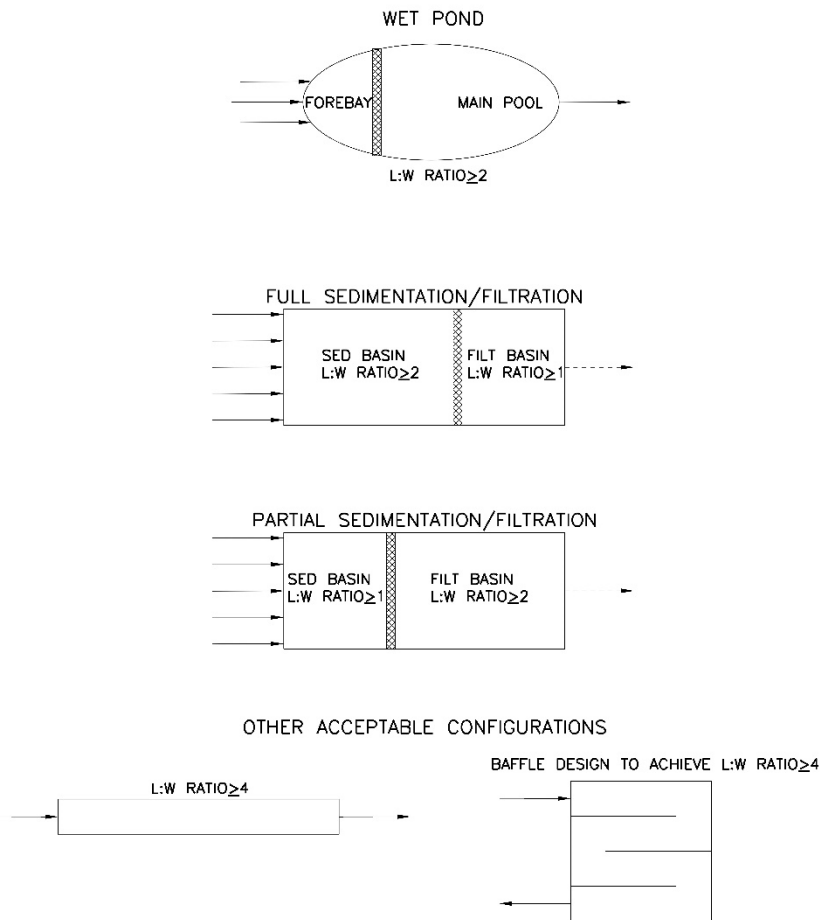 WET POND
FOREBAY
MAIN POOL
L:W RATIO≥2
FULL SEDIMENTATION/FILTRATION
SED BASIN
L:W RATIO≥2
FILT BASIN
L:W RATIO≥1
PARTIAL SEDIMENTATION/FILTRATION
SED BASIN
L:W RATIO≥1
FILT BASIN
L:W RATIO≥2
OTHER ACCEPTABLE CONFIGURATIONS
L:W RATIO≥4
BAFFLE DESIGN TO ACHIEVE L:W RATIO≥4